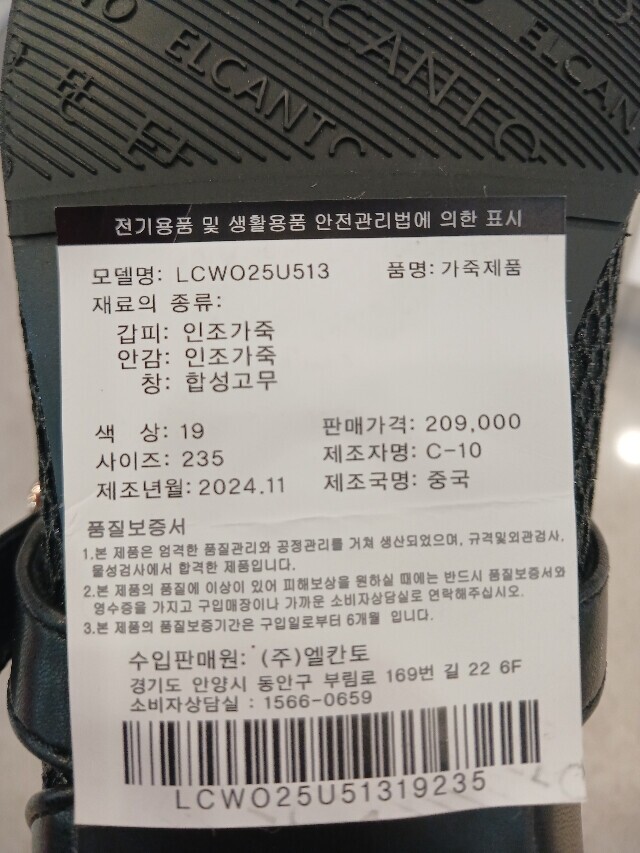 ELCANTO
ELCANTO
ELCAN
전기용품 및 생활용품 안전관리법에 의한 표시
모델명: LCWO25U513 품명: 가죽제품
재료의 종류:
갑피: 인조가죽
안감: 인조가죽
창: 합성고무
색 상: 19 판매가격: 209,000
사이즈: 235 제조자명: C-10
제조년월: 2024.11 제조국명: 중국
품질보증서
1.본 제품은 엄격한 품질관리와 공정관리를 거쳐 생산되었으며, 규격및외관검사,
물성검사에서 합격한 제품입니다.
2.본 제품의 품질에 이상이 있어 피해보상을 원하실 때에는 반드시 품질보증서와
영수증을 가지고 구입매장이나 가까운 소비자상담실로 연락해주십시오.
3.본 제품의 품질보증기간은 구입일로부터 6개월 입니다.
수입판매원: (주)엘칸토
경기도 안양시 동안구 부림로 169번 길 22 6F
소비자상담실 : 1566-0659
LCWO25U51319235